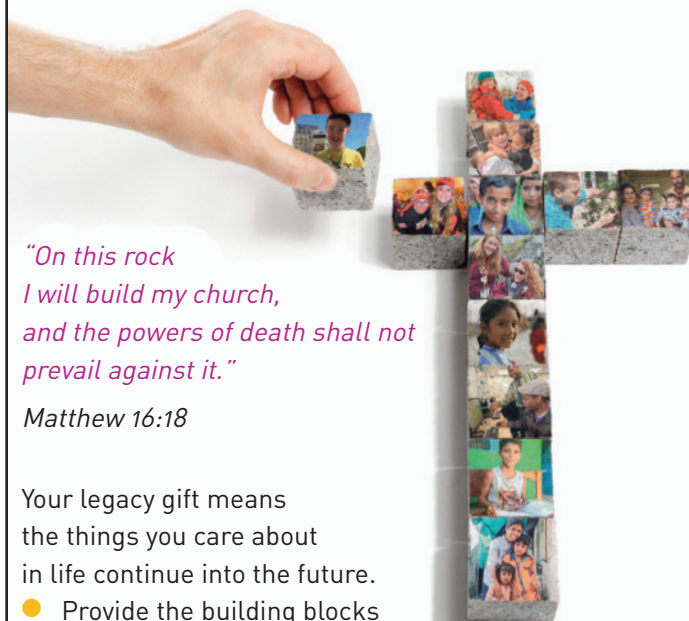 “On this rock
I will build my church,
and the powers of death shall not
prevail against it.”
Matthew 16:18
Your legacy gift means
the things you care about
in life continue into the future.
● Provide the building blocks